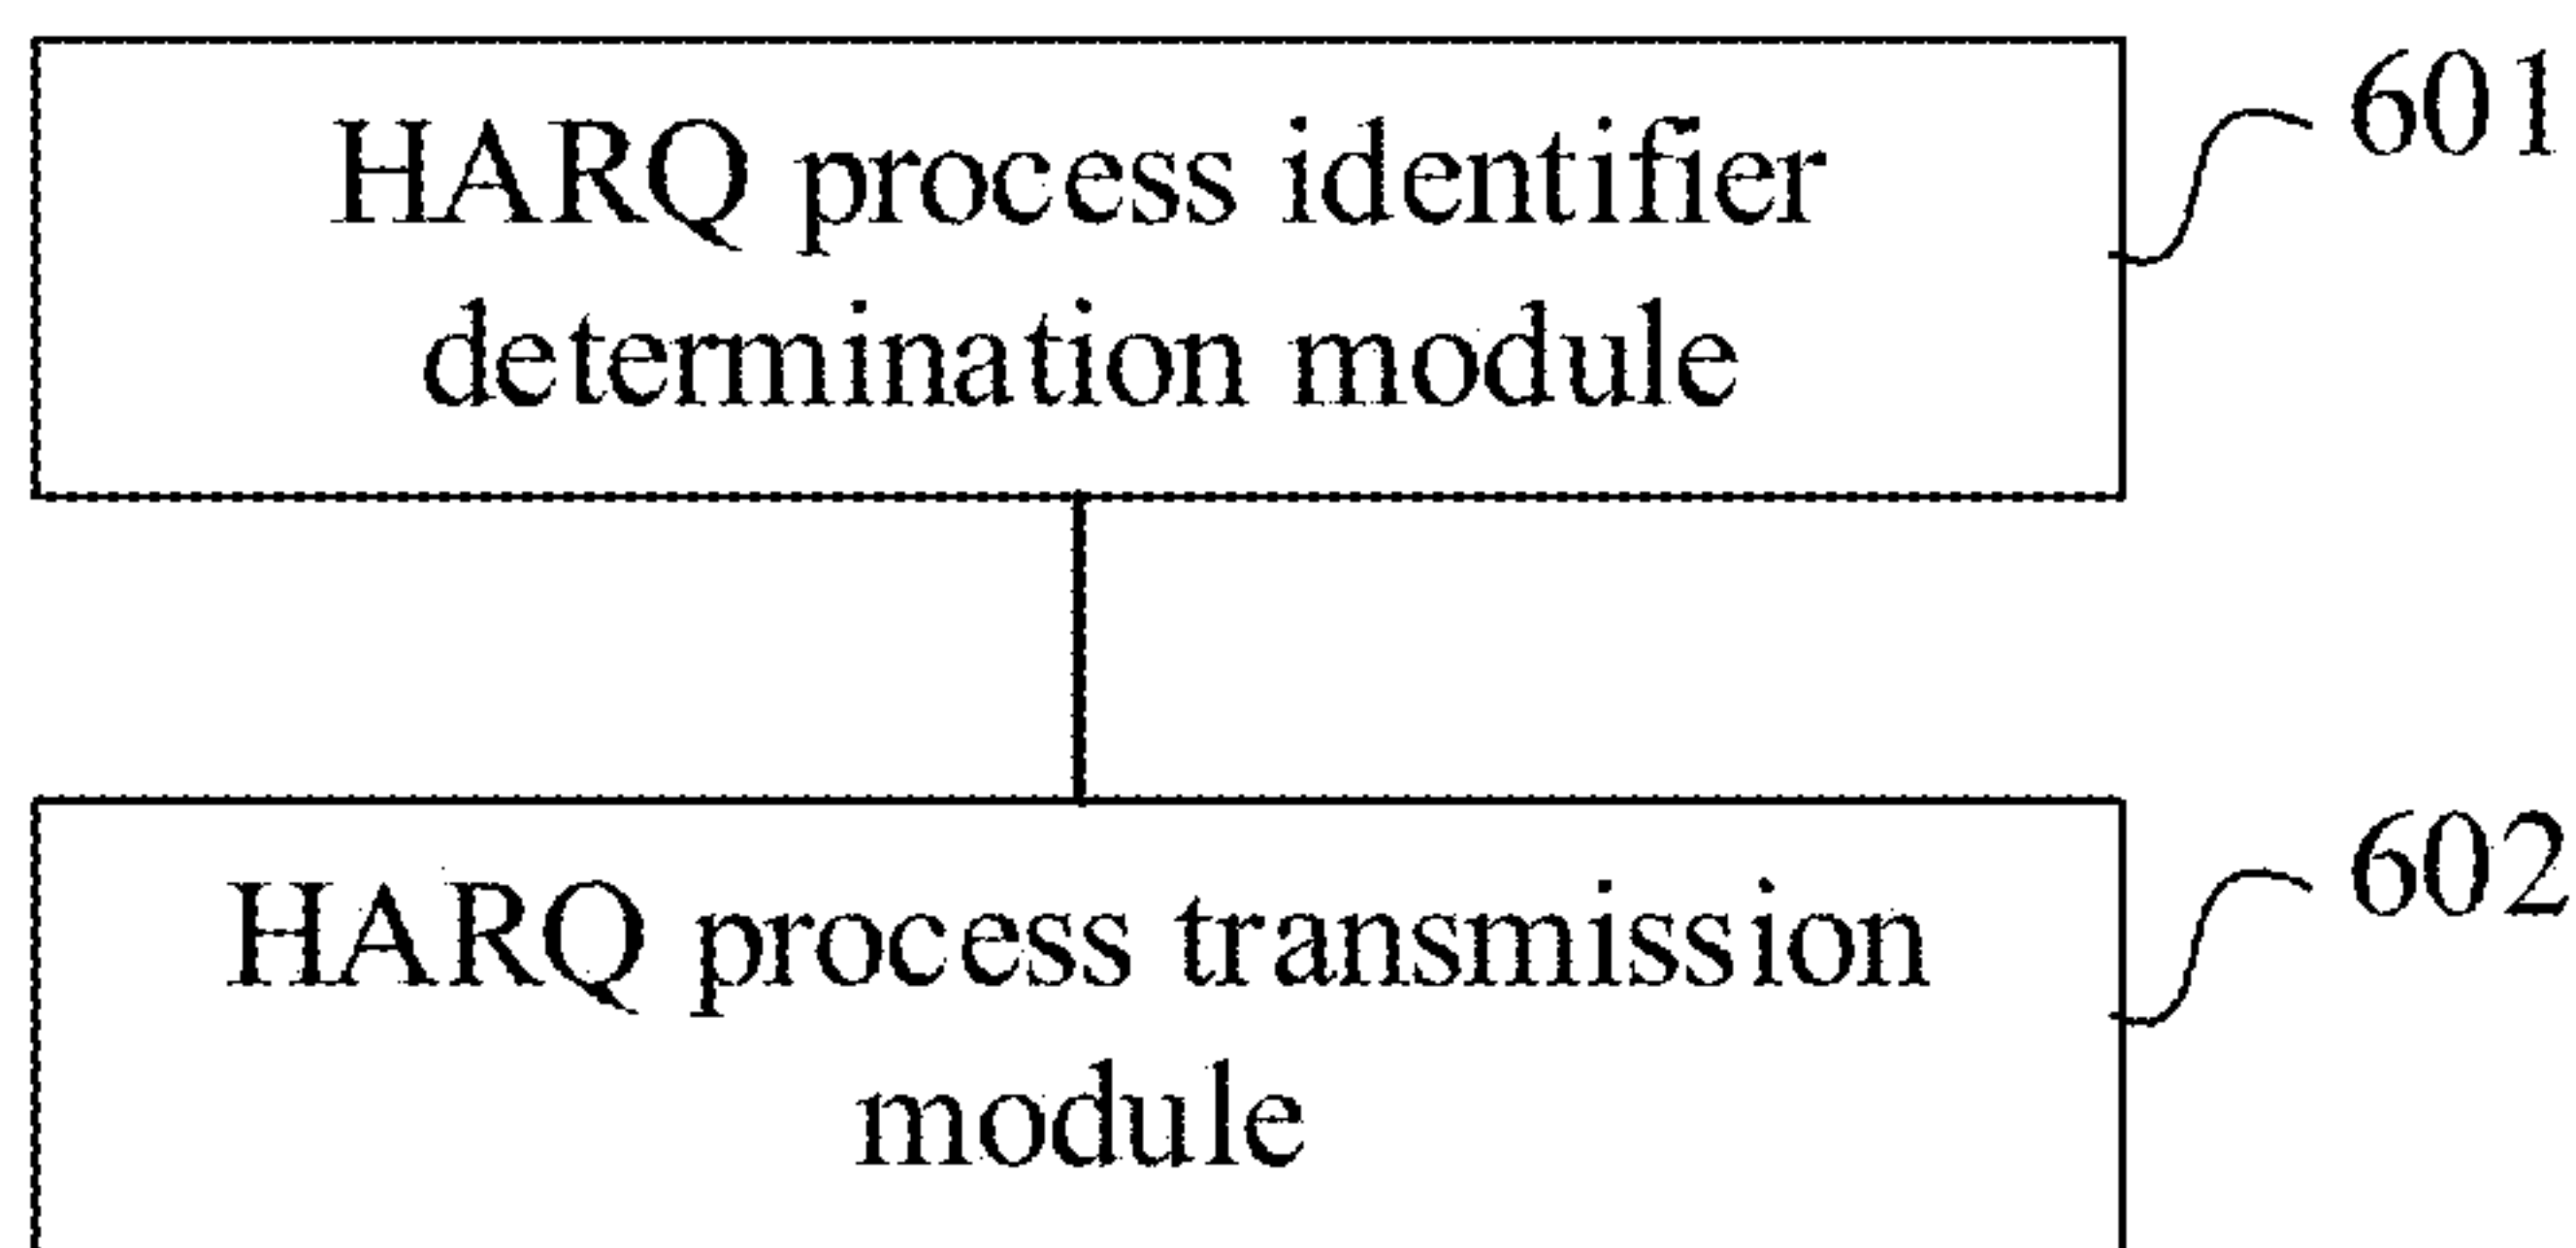 HARQ process identifier
determination module
601
HARQ process transmission
module
602